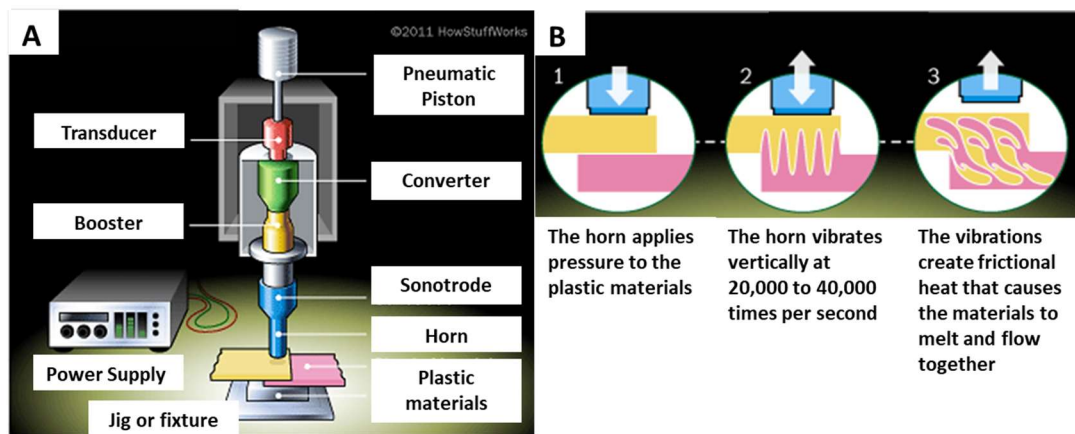 A
©2011 HowStuffWorks
Pneumatic
Piston
Transducer
Converter
Booster
Sonotrode
Horn
Power Supply
Plastic
materials
Jig or fixture
B
1
2
3
The horn applies
pressure to the
plastic materials
The horn vibrates
vertically at
20,000 to 40,000
times per second
The vibrations
create frictional
heat that causes
the materials to
melt and flow
together